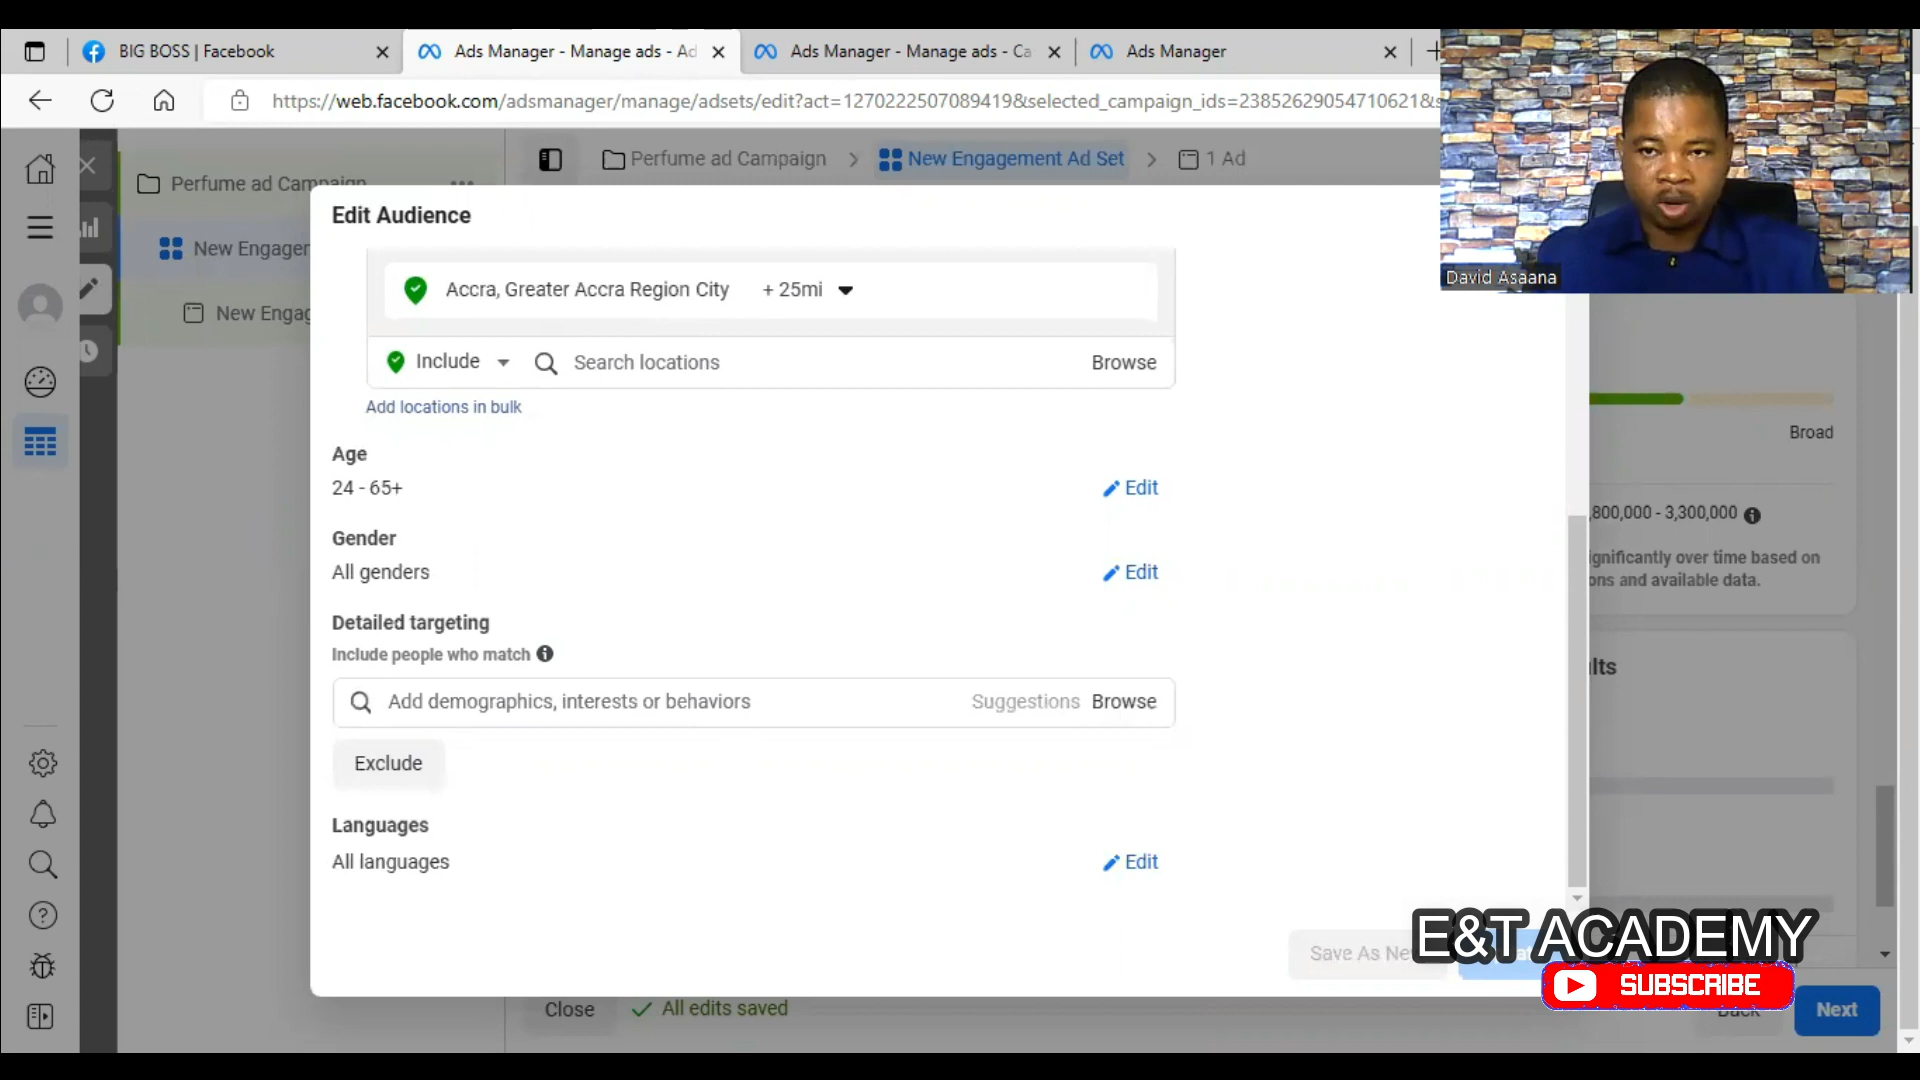 BIG BOSS | Facebook
Ads Manager - Manage ads - Ad
Ads Manager - Manage ads - Ca
Ads Manager
https://web.facebook.com/adsmanager/manage/adsets/edit?act=1270222507089419&selected_campaign_ids=23852629054710621&s
David Asaana
Perfume ad Campaign
New Engagement Ad Set
1 Ad
Perfume ad Campaign
New Engagem
New Engag
Edit Audience
Accra, Greater Accra Region City + 25mi
Include Search locations Browse
Add locations in bulk
Age
24 - 65+ Edit
Gender
All genders Edit
Detailed targeting
Include people who match
Add demographics, interests or behaviors Suggestions Browse
Exclude
Languages
All languages Edit
Broad
,800,000 - 3,300,000
ignificantly over time based on
ons and available data.
lts
Save As Ne
E&T ACADEMY
SUBSCRIBE
Close All edits saved
Back
Next